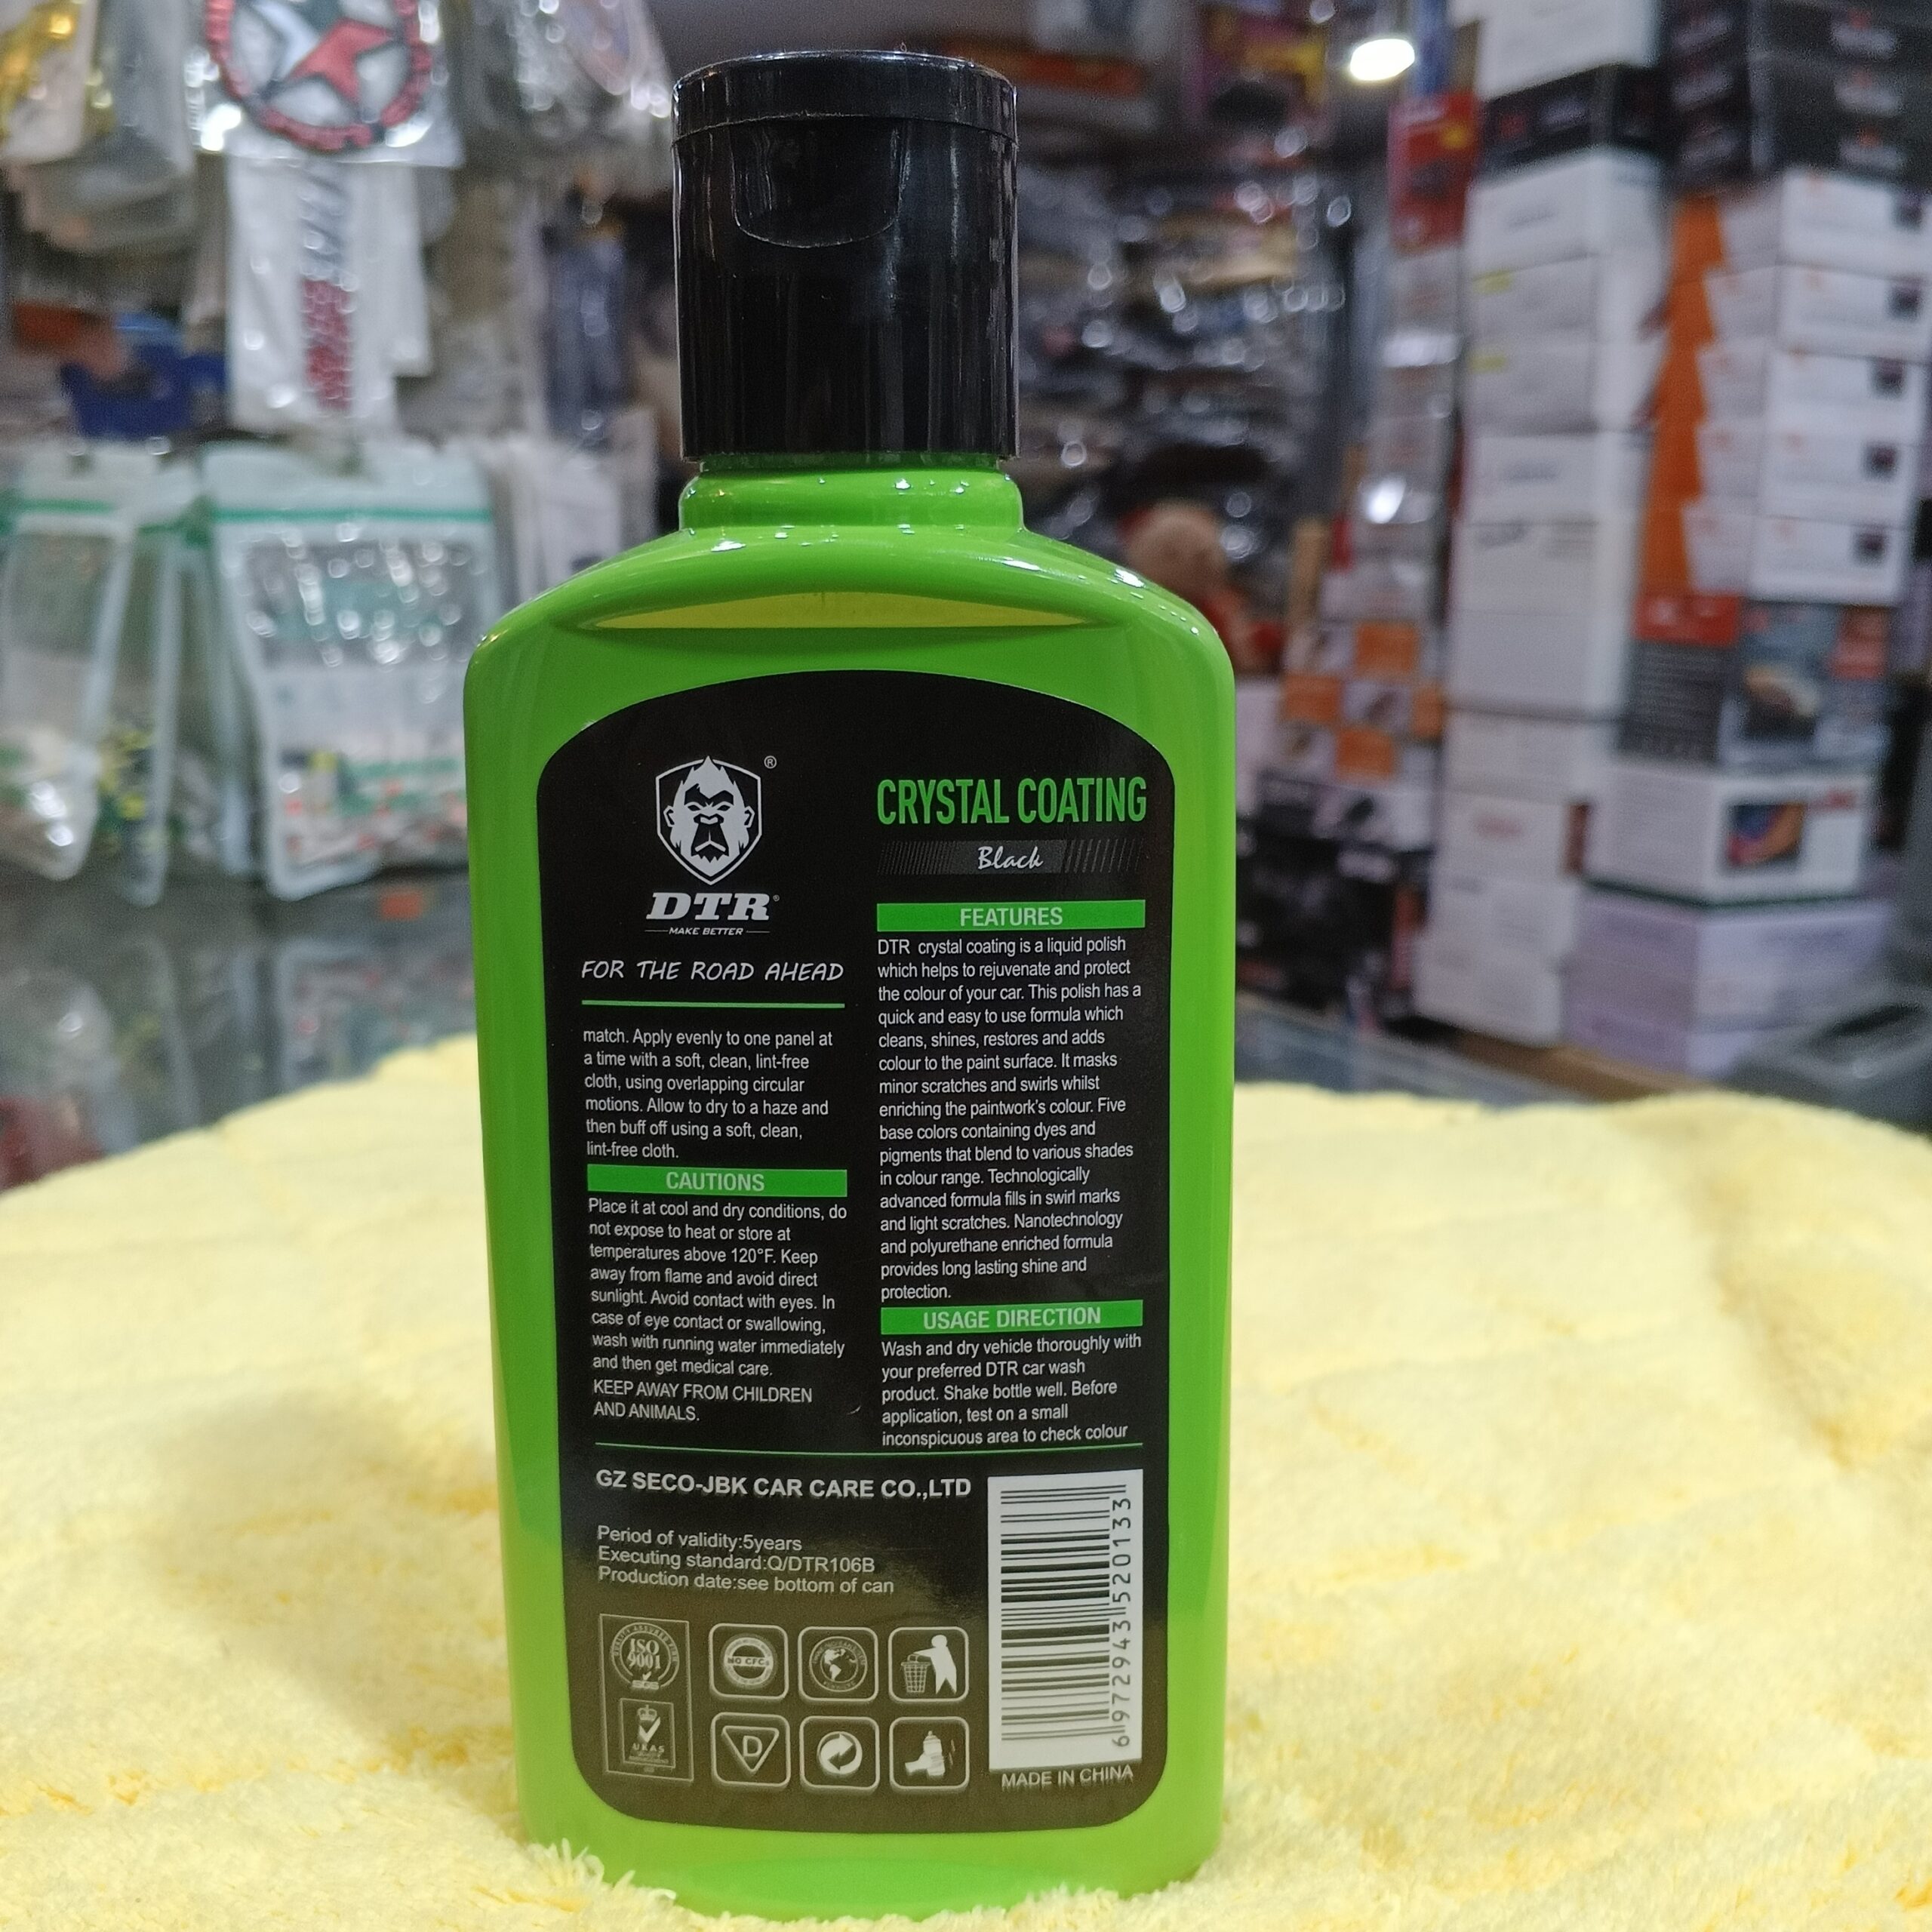 DTR
MAKE BETTER
FOR THE ROAD AHEAD
CRYSTAL COATING
Black
FEATURES
DTR crystal coating is a liquid polish
which helps to rejuvenate and protect
the colour of your car. This polish has a
quick and easy to use formula which
cleans, shines, restores and adds
colour to the paint surface. It masks
minor scratches and swirls whilst
enriching the paintwork's colour. Five
base colors containing dyes and
pigments that blend to various shades
in colour range. Technologically
advanced formula fills in swirl marks
and light scratches. Nanotechnology
and polyurethane enriched formula
provides long lasting shine and
protection.
USAGE DIRECTION
Wash and dry vehicle thoroughly with
your preferred DTR car wash
product. Shake bottle well. Before
application, test on a small
inconspicuous area to check colour
match. Apply evenly to one panel at
a time with a soft, clean, lint-free
cloth, using overlapping circular
motions. Allow to dry to a haze and
then buff off using a soft, clean,
lint-free cloth.
CAUTIONS
Place it at cool and dry conditions, do
not expose to heat or store at
temperatures above 120°F. Keep
away from flame and avoid direct
sunlight. Avoid contact with eyes. In
case of eye contact or swallowing,
wash with running water immediately
and then get medical care.
KEEP AWAY FROM CHILDREN
AND ANIMALS.
GZ SECO-JBK CAR CARE CO.,LTD
Period of validity:5years
Executing standard:Q/DTR106B
Production date:see bottom of can
ISO
9001
SGS
UKAS
NO CFCs
D
6 972943 520133
MADE IN CHINA